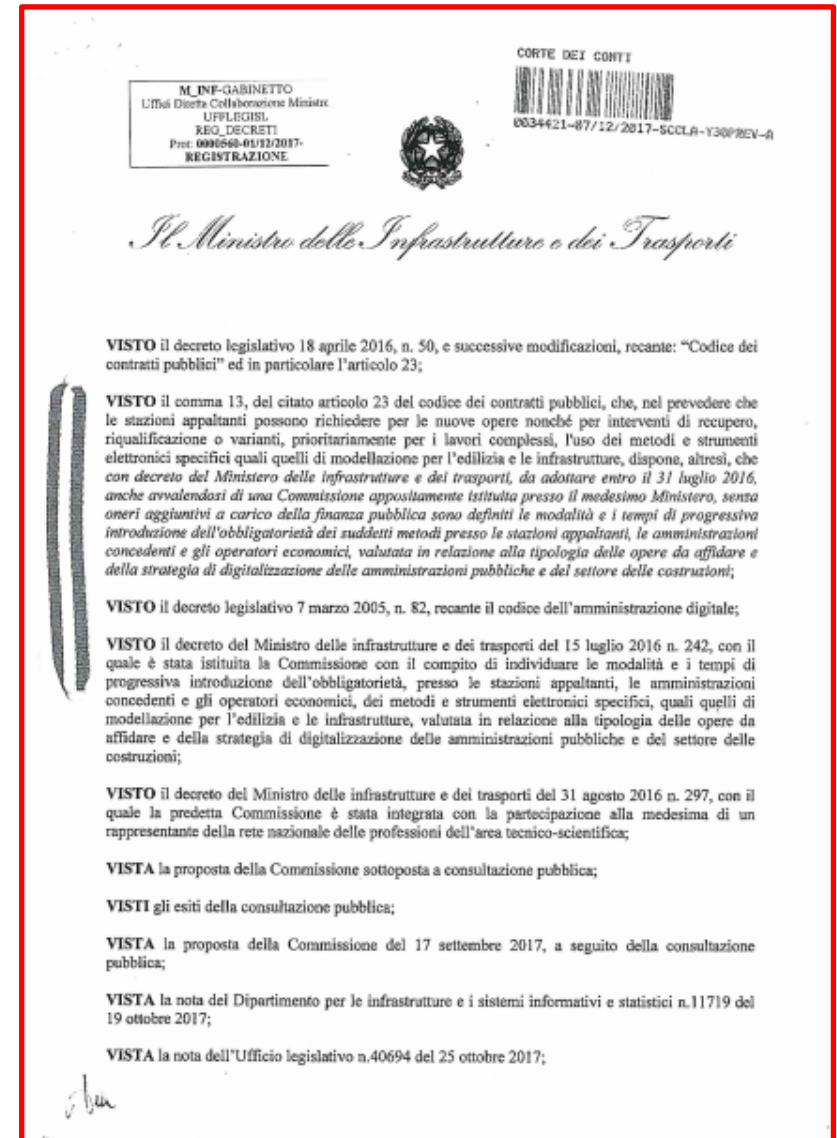 CORTE DEI CONTI
0034421-07/12/2017-SCCLA-Y30PREV-A
M_INF-GABINETTO
Uffici Diretta Collaborazione Ministro
UFFLEGISL
REG_DECRETI
Prot: 0000560-01/12/2017-
REGISTRAZIONE
Il Ministro delle Infrastrutture e dei Trasporti
VISTO il decreto legislativo 18 aprile 2016, n. 50, e successive modificazioni, recante: “Codice dei
contratti pubblici” ed in particolare l’articolo 23;
VISTO il comma 13, del citato articolo 23 del codice dei contratti pubblici, che, nel prevedere che
le stazioni appaltanti possono richiedere per le nuove opere nonché per interventi di recupero,
riqualificazione o varianti, prioritariamente per i lavori complessi, l'uso dei metodi e strumenti
elettronici specifici quali quelli di modellazione per l’edilizia e le infrastrutture, dispone, altresì, che
con decreto del Ministero delle infrastrutture e dei trasporti, da adottare entro il 31 luglio 2016,
anche avvalendosi di una Commissione appositamente istituita presso il medesimo Ministero, senza
oneri aggiuntivi a carico della finanza pubblica sono definiti le modalità e i tempi di progressiva
introduzione dell'obbligatorietà dei suddetti metodi presso le stazioni appaltanti, le amministrazioni
concedenti e gli operatori economici, valutata in relazione alla tipologia delle opere da affidare e
della strategia di digitalizzazione delle amministrazioni pubbliche e del settore delle costruzioni;
VISTO il decreto legislativo 7 marzo 2005, n. 82, recante il codice dell’amministrazione digitale;
VISTO il decreto del Ministro delle infrastrutture e dei trasporti del 15 luglio 2016 n. 242, con il
quale è stata istituita la Commissione con il compito di individuare le modalità e i tempi di
progressiva introduzione dell’obbligatorietà, presso le stazioni appaltanti, le amministrazioni
concedenti e gli operatori economici, dei metodi e strumenti elettronici specifici, quali quelli di
modellazione per l’edilizia e le infrastrutture, valutata in relazione alla tipologia delle opere da
affidare e della strategia di digitalizzazione delle amministrazioni pubbliche e del settore delle
costruzioni;
VISTO il decreto del Ministro delle infrastrutture e dei trasporti del 31 agosto 2016 n. 297, con il
quale la predetta Commissione è stata integrata con la partecipazione alla medesima di un
rappresentante della rete nazionale delle professioni dell’area tecnico-scientifica;
VISTA la proposta della Commissione sottoposta a consultazione pubblica;
VISTI gli esiti della consultazione pubblica;
VISTA la proposta della Commissione del 17 settembre 2017, a seguito della consultazione
pubblica;
VISTA la nota del Dipartimento per le infrastrutture e i sistemi informativi e statistici n.11719 del
19 ottobre 2017;
VISTA la nota dell’Ufficio legislativo n.40694 del 25 ottobre 2017;